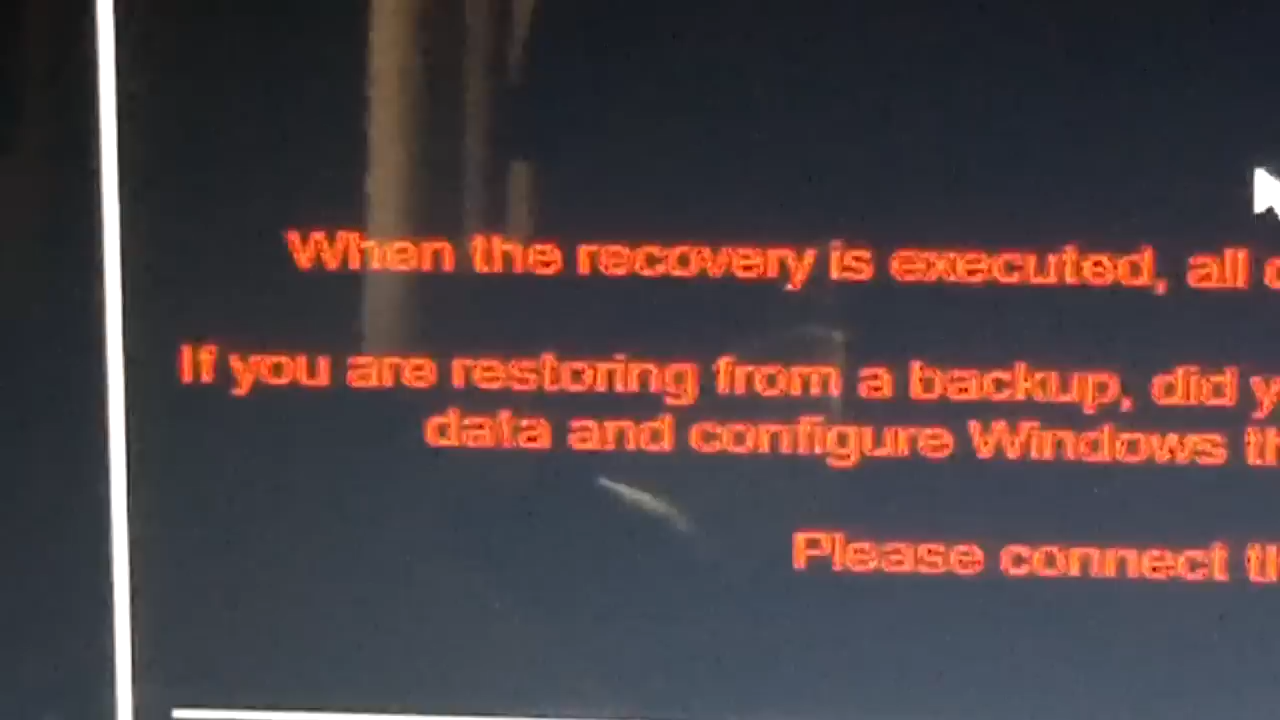 When the recovery is executed, all
If you are restoring from a backup, did
data and configure Windows
Please connect